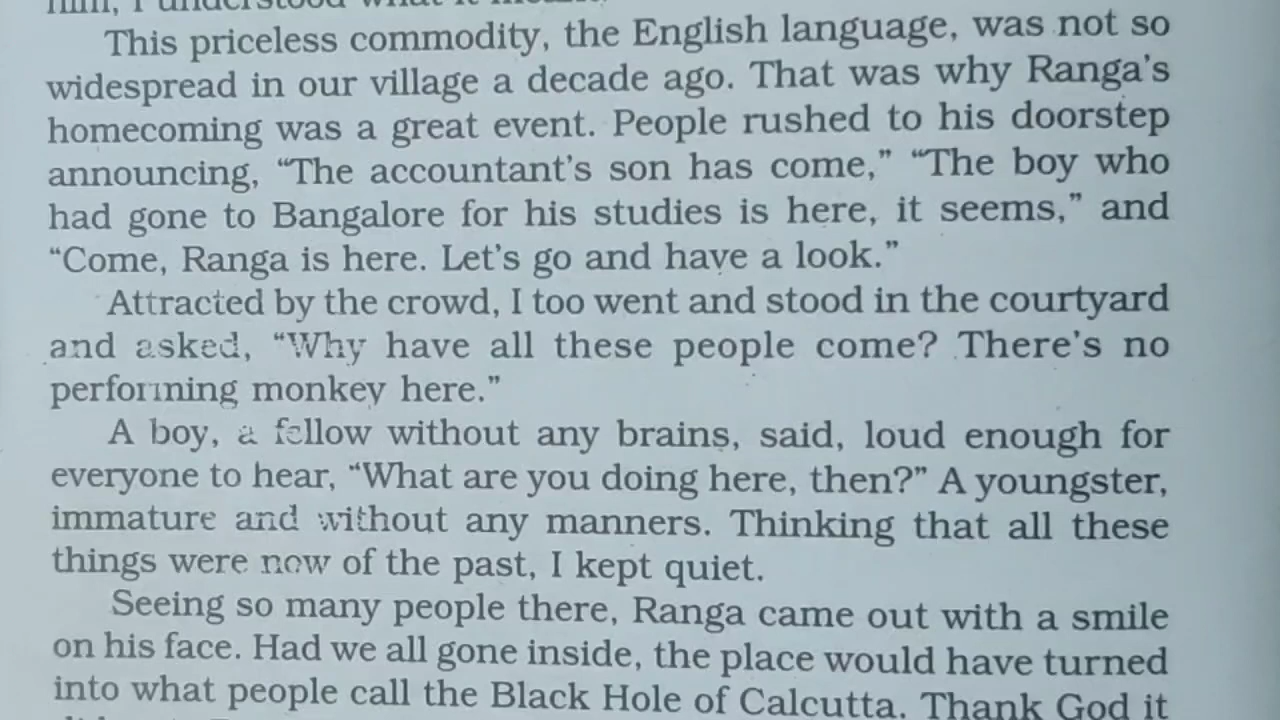 him, I understood what it meant.
This priceless commodity, the English language, was not so
widespread in our village a decade ago. That was why Ranga's
homecoming was a great event. People rushed to his doorstep
announcing, “The accountant's son has come,” “The boy who
had gone to Bangalore for his studies is here, it seems,” and
“Come, Ranga is here. Let's go and have a look.”
Attracted by the crowd, I too went and stood in the courtyard
and asked, “Why have all these people come? There's no
performing monkey here.”
A boy, a fellow without any brains, said, loud enough for
everyone to hear, “What are you doing here, then?” A youngster,
immature and without any manners. Thinking that all these
things were now of the past, I kept quiet.
Seeing so many people there, Ranga came out with a smile
on his face. Had we all gone inside, the place would have turned
into what people call the Black Hole of Calcutta. Thank God it